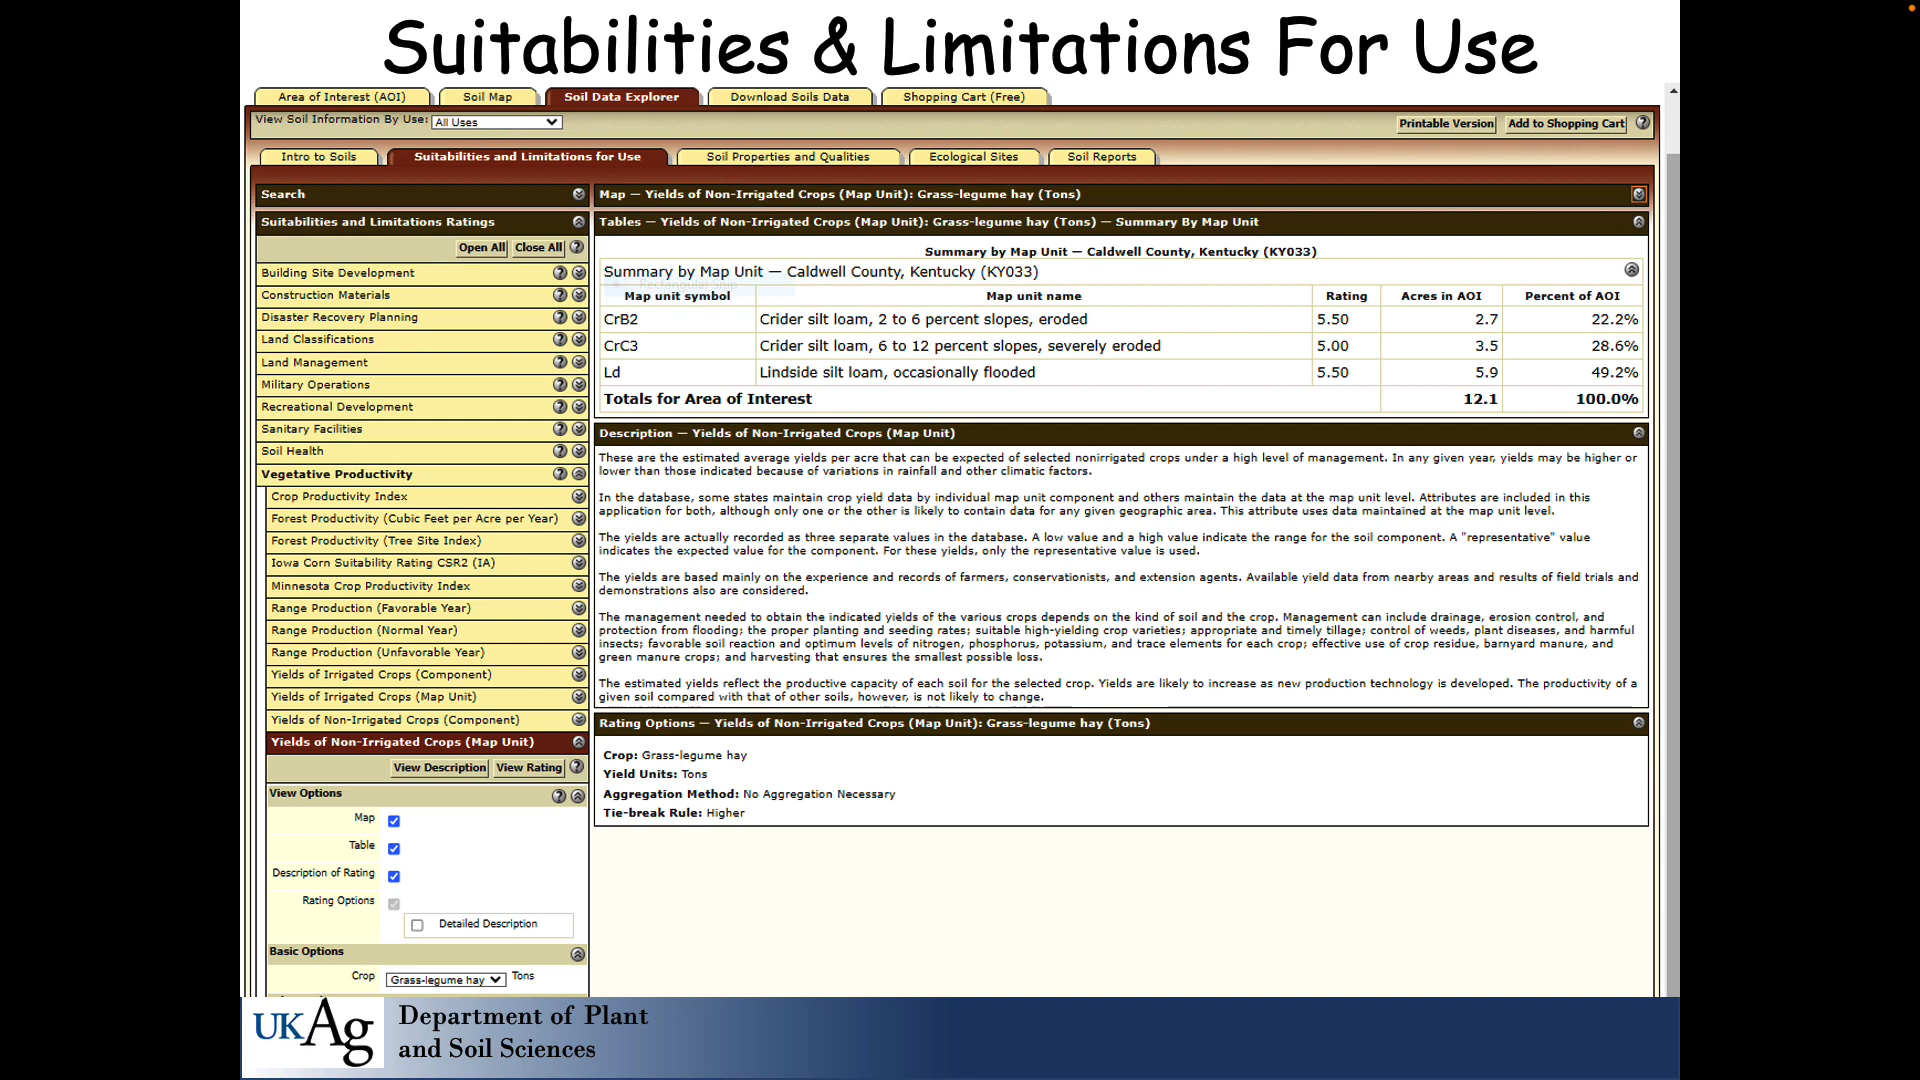 Suitabilities & Limitations For Use
Area of Interest (AOI)
Soil Map
Soil Data Explorer
Download Soils Data
Shopping Cart (Free)
View Soil Information By Use: All Uses
Printable Version
Add to Shopping Cart
Intro to Soils
Suitabilities and Limitations for Use
Soil Properties and Qualities
Ecological Sites
Soil Reports
Search
Suitabilities and Limitations Ratings
Open All Close All
Building Site Development
Construction Materials
Disaster Recovery Planning
Land Classifications
Land Management
Military Operations
Recreational Development
Sanitary Facilities
Soil Health
Vegetative Productivity
Crop Productivity Index
Forest Productivity (Cubic Feet per Acre per Year)
Forest Productivity (Tree Site Index)
Iowa Corn Suitability Rating CSR2 (IA)
Minnesota Crop Productivity Index
Range Production (Favorable Year)
Range Production (Normal Year)
Range Production (Unfavorable Year)
Yields of Irrigated Crops (Component)
Yields of Irrigated Crops (Map Unit)
Yields of Non-Irrigated Crops (Component)
Yields of Non-Irrigated Crops (Map Unit)
View Description View Rating
View Options
Map
Table
Description of Rating
Rating Options
Detailed Description
Basic Options
Crop Grass-legume hay Tons
Map — Yields of Non-Irrigated Crops (Map Unit): Grass-legume hay (Tons)
Tables — Yields of Non-Irrigated Crops (Map Unit): Grass-legume hay (Tons) — Summary By Map Unit
Summary by Map Unit — Caldwell County, Kentucky (KY033)
Summary by Map Unit — Caldwell County, Kentucky (KY033)
Rectangular Snip
Map unit symbol Map unit name Rating Acres in AOI Percent of AOI
CrB2 Crider silt loam, 2 to 6 percent slopes, eroded 5.50 2.7 22.2%
CrC3 Crider silt loam, 6 to 12 percent slopes, severely eroded 5.00 3.5 28.6%
Ld Lindside silt loam, occasionally flooded 5.50 5.9 49.2%
Totals for Area of Interest 12.1 100.0%
Description — Yields of Non-Irrigated Crops (Map Unit)
These are the estimated average yields per acre that can be expected of selected nonirrigated crops under a high level of management. In any given year, yields may be higher or
lower than those indicated because of variations in rainfall and other climatic factors.
In the database, some states maintain crop yield data by individual map unit component and others maintain the data at the map unit level. Attributes are included in this
application for both, although only one or the other is likely to contain data for any given geographic area. This attribute uses data maintained at the map unit level.
The yields are actually recorded as three separate values in the database. A low value and a high value indicate the range for the soil component. A "representative" value
indicates the expected value for the component. For these yields, only the representative value is used.
The yields are based mainly on the experience and records of farmers, conservationists, and extension agents. Available yield data from nearby areas and results of field trials and
demonstrations also are considered.
The management needed to obtain the indicated yields of the various crops depends on the kind of soil and the crop. Management can include drainage, erosion control, and
protection from flooding; the proper planting and seeding rates; suitable high-yielding crop varieties; appropriate and timely tillage; control of weeds, plant diseases, and harmful
insects; favorable soil reaction and optimum levels of nitrogen, phosphorus, potassium, and trace elements for each crop; effective use of crop residue, barnyard manure, and
green manure crops; and harvesting that ensures the smallest possible loss.
The estimated yields reflect the productive capacity of each soil for the selected crop. Yields are likely to increase as new production technology is developed. The productivity of a
given soil compared with that of other soils, however, is not likely to change.
Rating Options — Yields of Non-Irrigated Crops (Map Unit): Grass-legume hay (Tons)
Crop: Grass-legume hay
Yield Units: Tons
Aggregation Method: No Aggregation Necessary
Tie-break Rule: Higher
UKAg
Department of Plant
and Soil Sciences